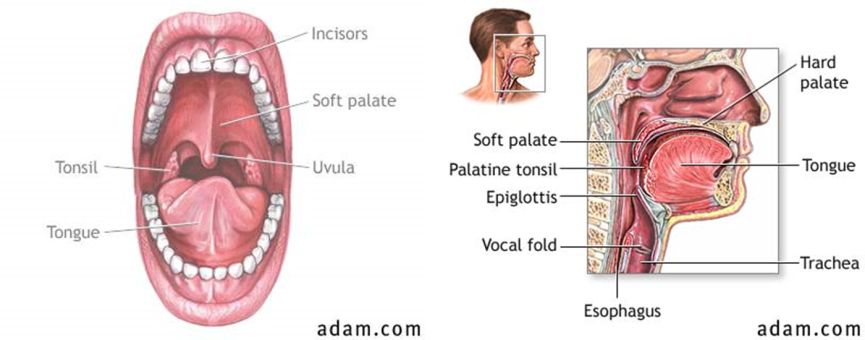 Incisors
Soft palate
Tonsil
Uvula
Tongue
adam.com
Hard
palate
Soft palate
Palatine tonsil
Tongue
Epiglottis
Vocal fold
Trachea
Esophagus
adam.com